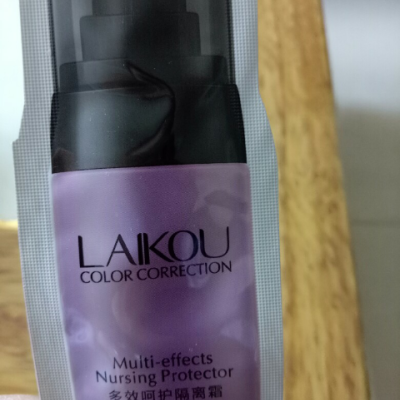 LAIKOU
COLOR CORRECTION
Multi-effects
Nursing Protector
多效呵护隔离霜